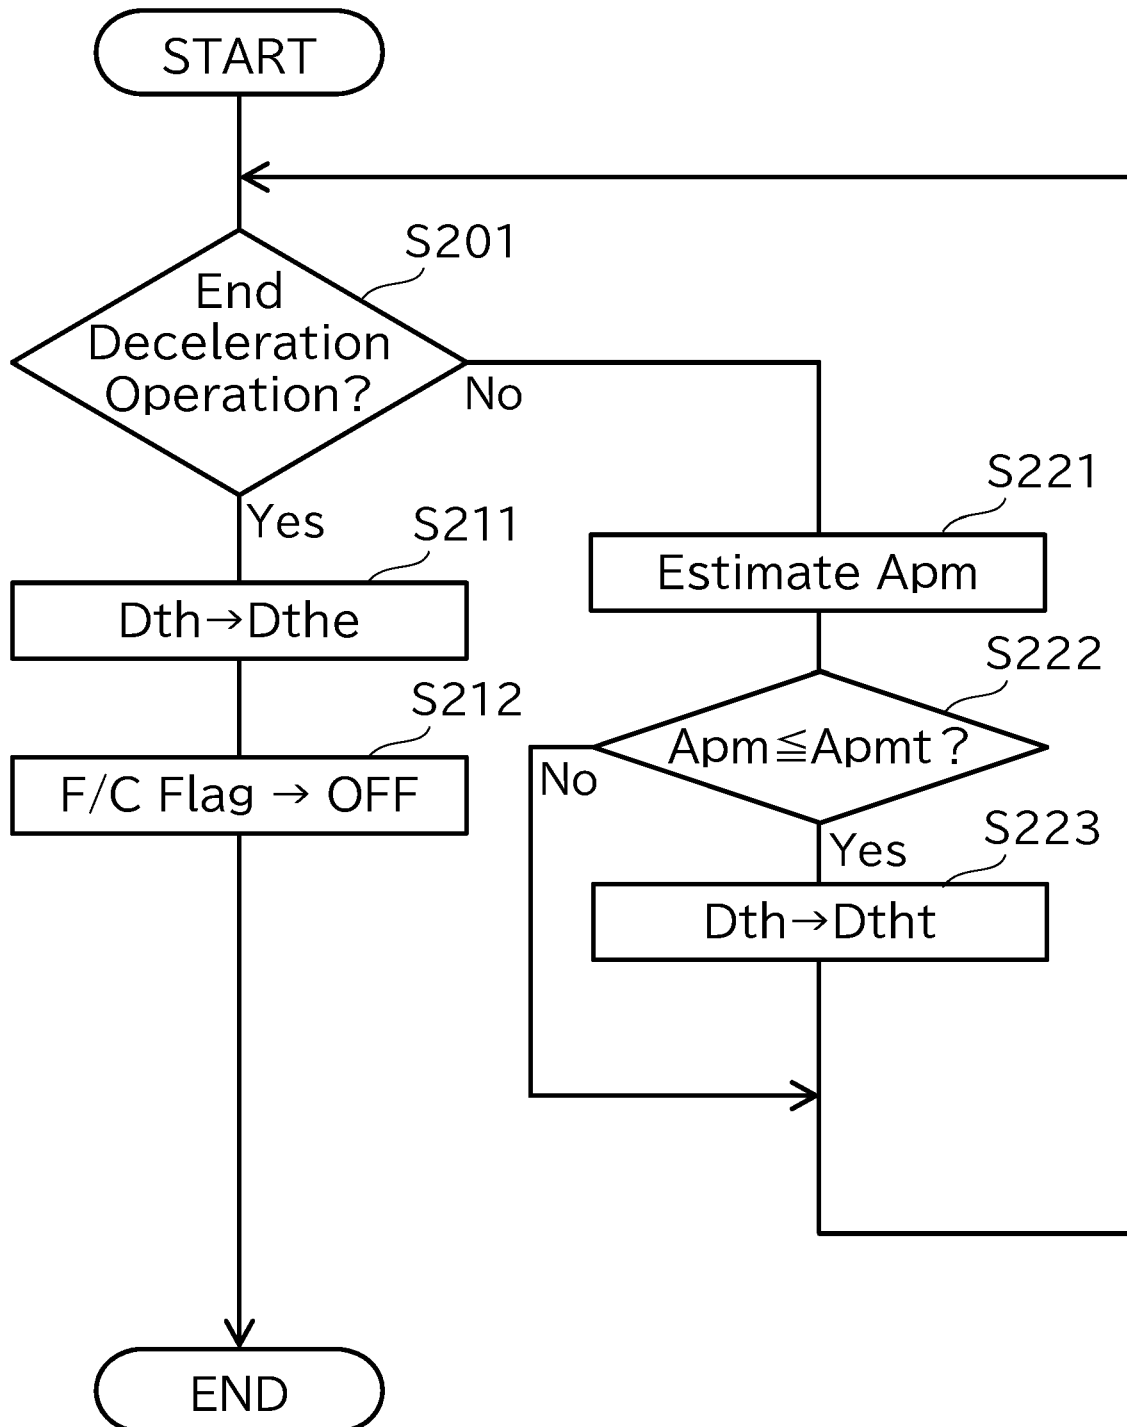 START
S201
End
Deceleration
Operation?
No
Yes
S211
Dth→Dthe
S212
F/C Flag → OFF
S221
Estimate Apm
S222
Apm≦Apmt?
No
Yes
S223
Dth→Dtht
END